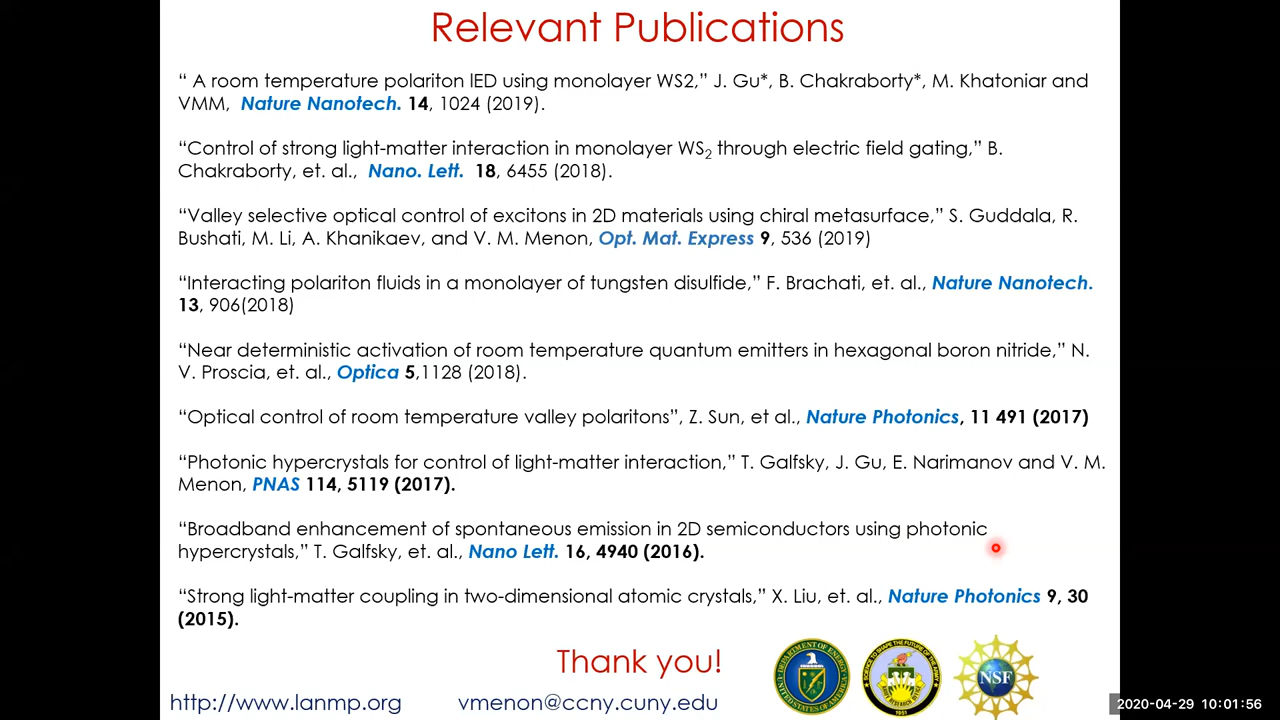 Relevant Publications
“ A room temperature polariton lED using monolayer WS2,” J. Gu*, B. Chakraborty*, M. Khatoniar and
VMM, Nature Nanotech. 14, 1024 (2019).
“Control of strong light-matter interaction in monolayer WS₂ through electric field gating,” B.
Chakraborty, et. al., Nano. Lett. 18, 6455 (2018).
“Valley selective optical control of excitons in 2D materials using chiral metasurface,” S. Guddala, R.
Bushati, M. Li, A. Khanikaev, and V. M. Menon, Opt. Mat. Express 9, 536 (2019)
“Interacting polariton fluids in a monolayer of tungsten disulfide,” F. Brachati, et. al., Nature Nanotech.
13, 906(2018)
“Near deterministic activation of room temperature quantum emitters in hexagonal boron nitride,” N.
V. Proscia, et. al., Optica 5,1128 (2018).
“Optical control of room temperature valley polaritons”, Z. Sun, et al., Nature Photonics, 11 491 (2017)
“Photonic hypercrystals for control of light-matter interaction,” T. Galfsky, J. Gu, E. Narimanov and V. M.
Menon, PNAS 114, 5119 (2017).
“Broadband enhancement of spontaneous emission in 2D semiconductors using photonic
hypercrystals,” T. Galfsky, et. al., Nano Lett. 16, 4940 (2016).
“Strong light-matter coupling in two-dimensional atomic crystals,” X. Liu, et. al., Nature Photonics 9, 30
(2015).
Thank you!
DEPARTMENT OF ENERGY
UNITED STATES OF AMERICA
1951
NSF
http://www.lanmp.org vmenon@ccny.cuny.edu
2020-04-29 10:01:56